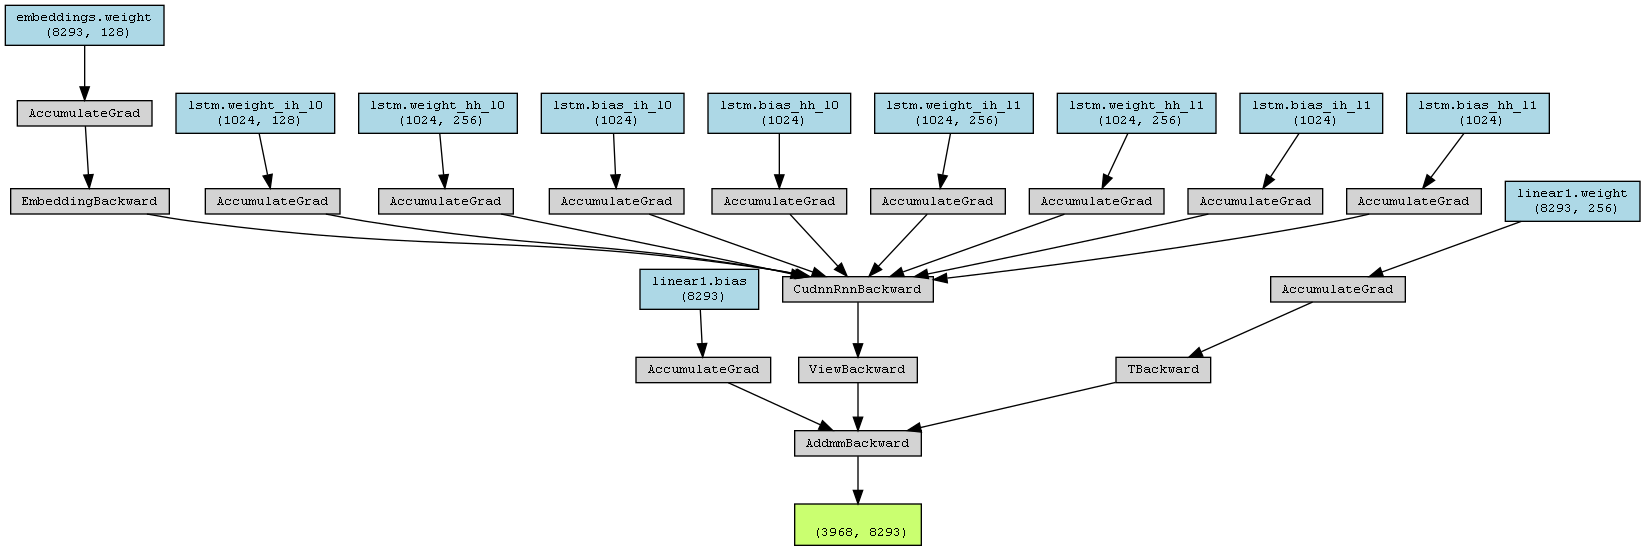 embeddings.weight
(8293, 128)
AccumulateGrad
lstm.weight_ih_l0
(1024, 128)
lstm.weight_hh_l0
(1024, 256)
lstm.bias_ih_l0
(1024)
lstm.bias_hh_l0
(1024)
lstm.weight_ih_l1
(1024, 256)
lstm.weight_hh_l1
(1024, 256)
lstm.bias_ih_l1
(1024)
lstm.bias_hh_l1
(1024)
EmbeddingBackward
AccumulateGrad
AccumulateGrad
AccumulateGrad
AccumulateGrad
AccumulateGrad
AccumulateGrad
AccumulateGrad
AccumulateGrad
linear1.weight
(8293, 256)
linear1.bias
(8293)
CudnnRnnBackward
AccumulateGrad
AccumulateGrad
ViewBackward
TBackward
AddmmBackward
(3968, 8293)